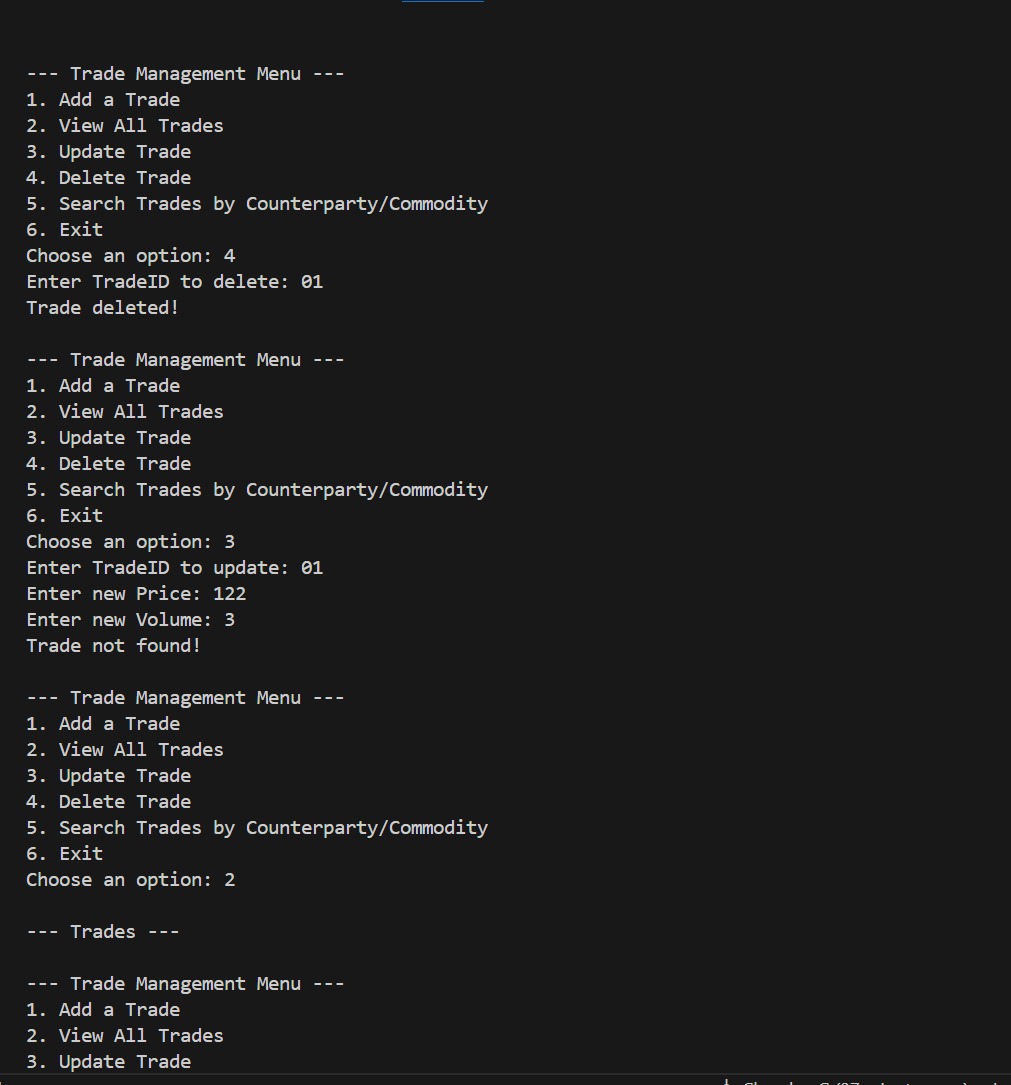 --- Trade Management Menu ---
1. Add a Trade
2. View All Trades
3. Update Trade
4. Delete Trade
5. Search Trades by Counterparty/Commodity
6. Exit
Choose an option: 4
Enter TradeID to delete: 01
Trade deleted!
--- Trade Management Menu ---
1. Add a Trade
2. View All Trades
3. Update Trade
4. Delete Trade
5. Search Trades by Counterparty/Commodity
6. Exit
Choose an option: 3
Enter TradeID to update: 01
Enter new Price: 122
Enter new Volume: 3
Trade not found!
--- Trade Management Menu ---
1. Add a Trade
2. View All Trades
3. Update Trade
4. Delete Trade
5. Search Trades by Counterparty/Commodity
6. Exit
Choose an option: 2
--- Trades ---
--- Trade Management Menu ---
1. Add a Trade
2. View All Trades
3. Update Trade